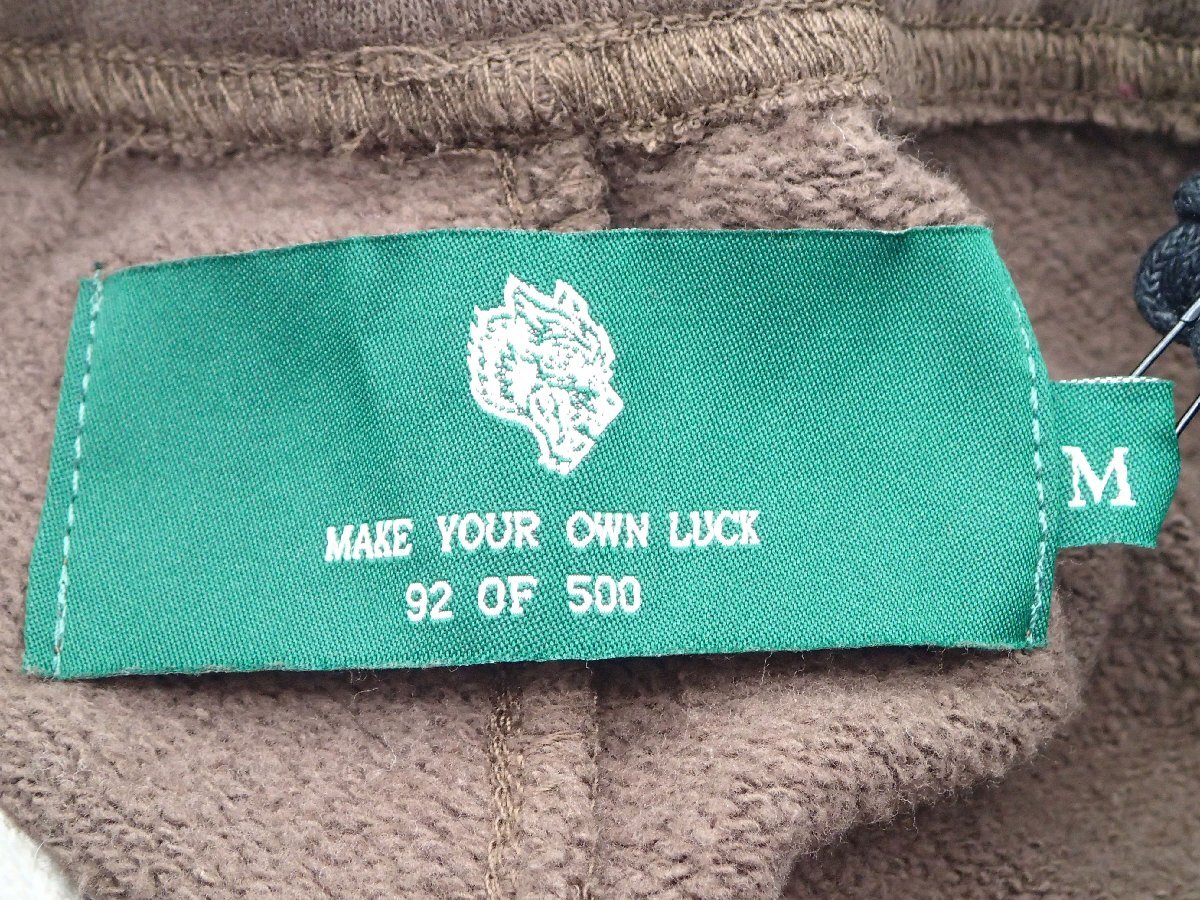 MAKE YOUR OWN LUCK
92 OF 500
M